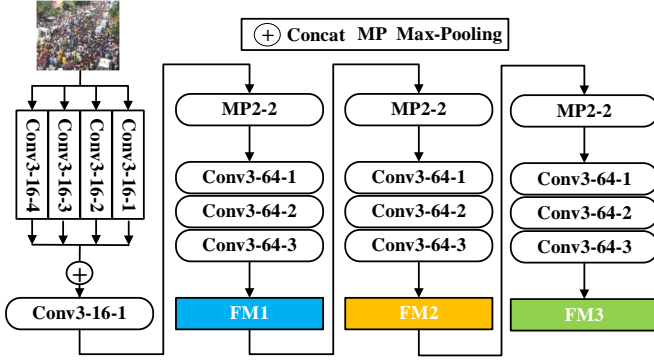 Concat MP Max-Pooling
Conv3-16-4
Conv3-16-3
Conv3-16-2
Conv3-16-1
Conv3-16-1
MP2-2
Conv3-64-1
Conv3-64-2
Conv3-64-3
FM1
MP2-2
Conv3-64-1
Conv3-64-2
Conv3-64-3
FM2
MP2-2
Conv3-64-1
Conv3-64-2
Conv3-64-3
FM3